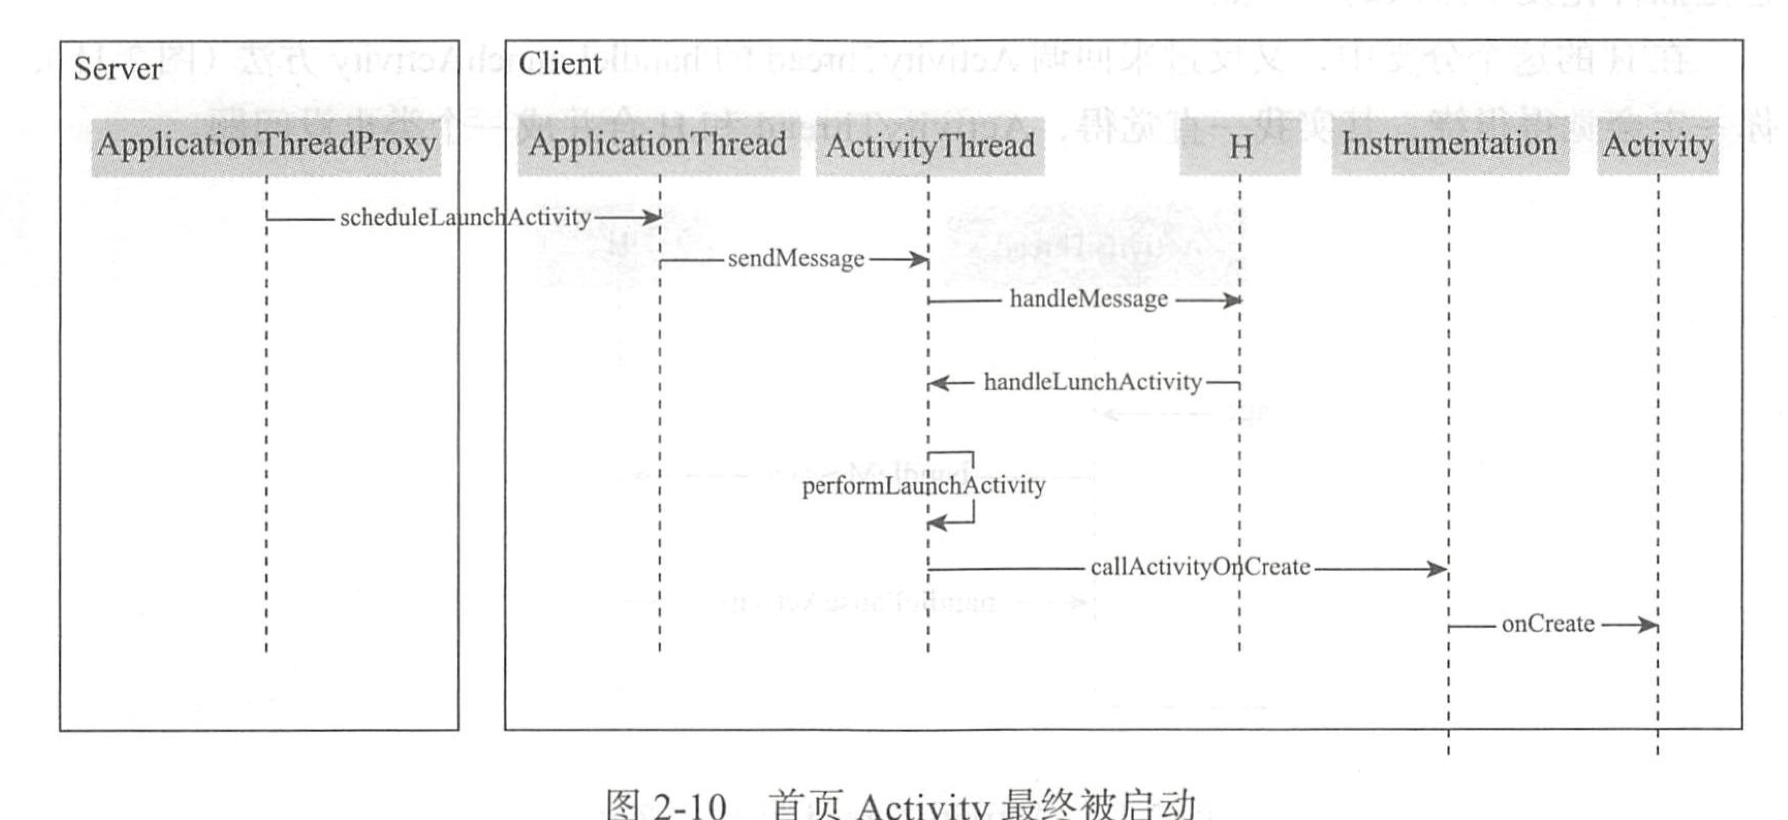 Server
Client
ApplicationThreadProxy
ApplicationThread
ActivityThread
H
Instrumentation
Activity
scheduleLaunchActivity
sendMessage
handleMessage
handleLunchActivity
performLaunchActivity
callActivityOnCreate
onCreate
图 2-10 首页 Activity 最终被启动